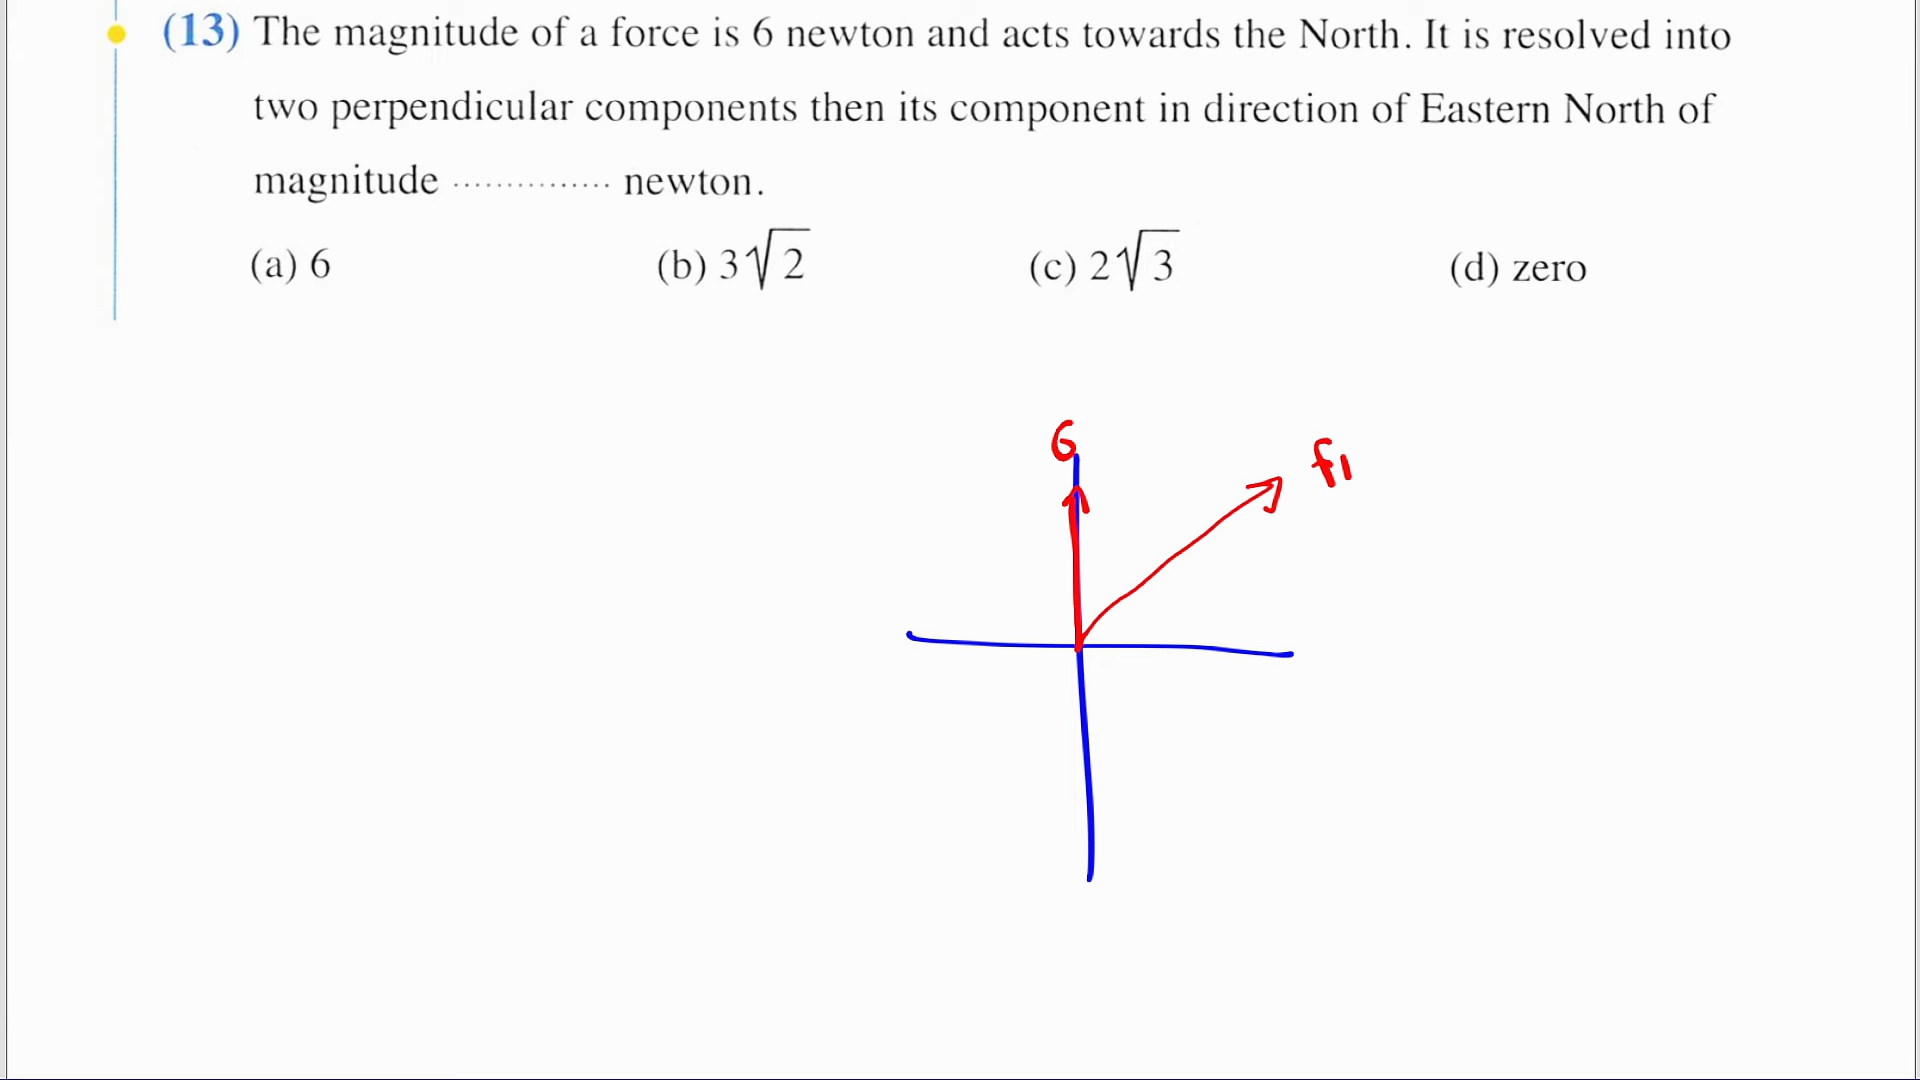 (13) The magnitude of a force is 6 newton and acts towards the North. It is resolved into
two perpendicular components then its component in direction of Eastern North of
magnitude ............... newton.
(a) 6 (b) 3√2 (c) 2√3 (d) zero
6
f1